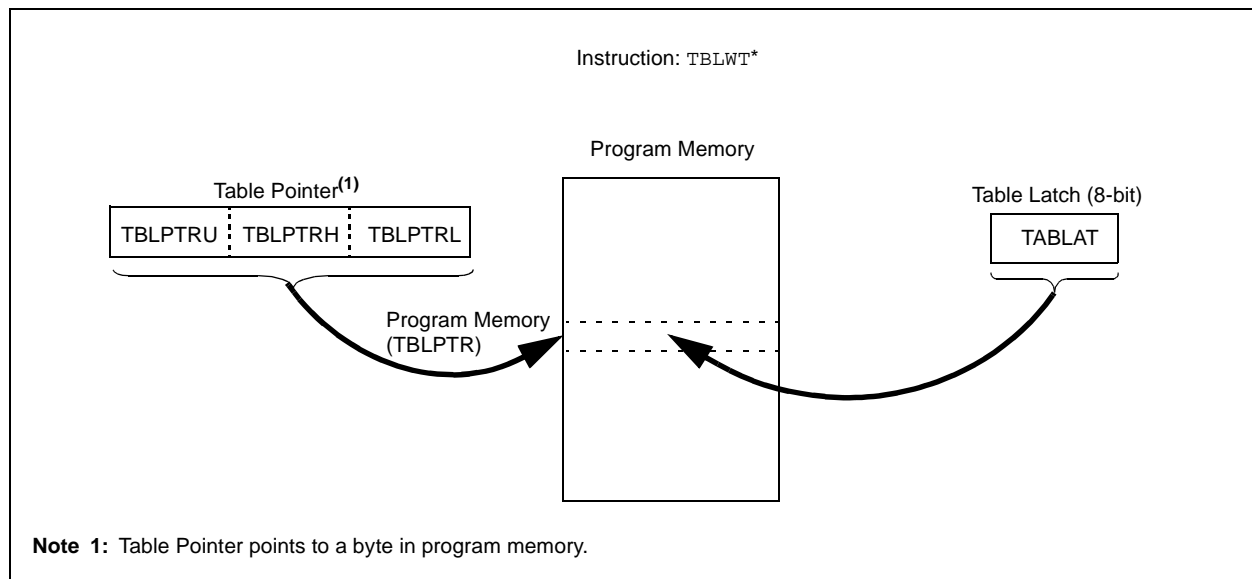 Instruction: TBLWT*
Program Memory
Table Pointer(1)
TBLPTRU TBLPTRH TBLPTRL
Table Latch (8-bit)
TABLAT
Program Memory
(TBLPTR)
Note 1: Table Pointer points to a byte in program memory.